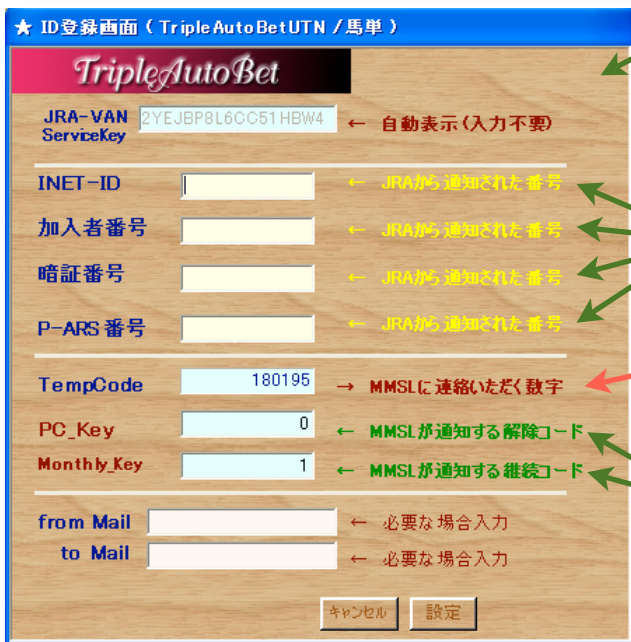 ★ ID登録画面 ( TripleAutoBetUTN /馬単 )
TripleAutoBet
JRA-VAN ServiceKey 2YEJBP8L6CC51HBW4 ← 自動表示(入力不要)
INET-ID ← JRAから通知された番号
加入者番号 ← JRAから通知された番号
暗証番号 ← JRAから通知された番号
P-ARS番号 ← JRAから通知された番号
TempCode 180195 → MMSLに連絡いただく数字
PC_Key 0 ← MMSLが通知する解除コード
Monthly_Key 1 ← MMSLが通知する継続コード
from Mail ← 必要な場合入力
to Mail ← 必要な場合入力
キャンセル 設定